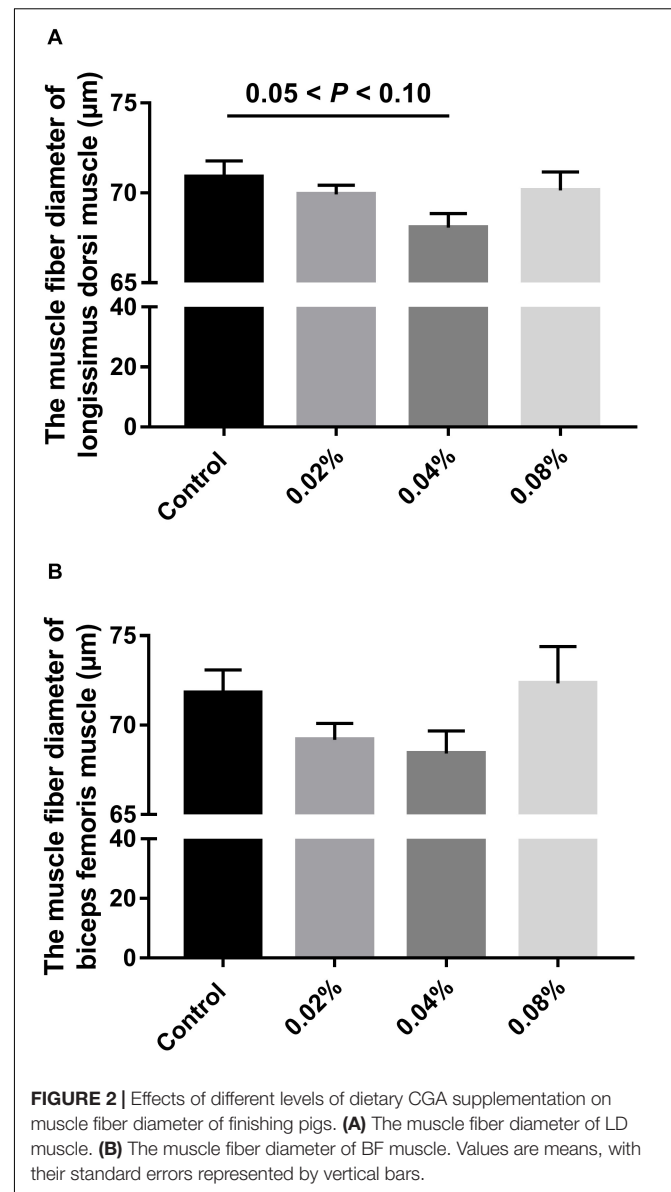 A
0.05 < P < 0.10
The muscle fiber diameter of
longissimus dorsi muscle (μm)
75
70
65
40
20
0
Control
0.02%
0.04%
0.08%
B
The muscle fiber diameter of
biceps femoris muscle (μm)
75
70
65
40
20
0
Control
0.02%
0.04%
0.08%
FIGURE 2 | Effects of different levels of dietary CGA supplementation on
muscle fiber diameter of finishing pigs. (A) The muscle fiber diameter of LD
muscle. (B) The muscle fiber diameter of BF muscle. Values are means, with
their standard errors represented by vertical bars.